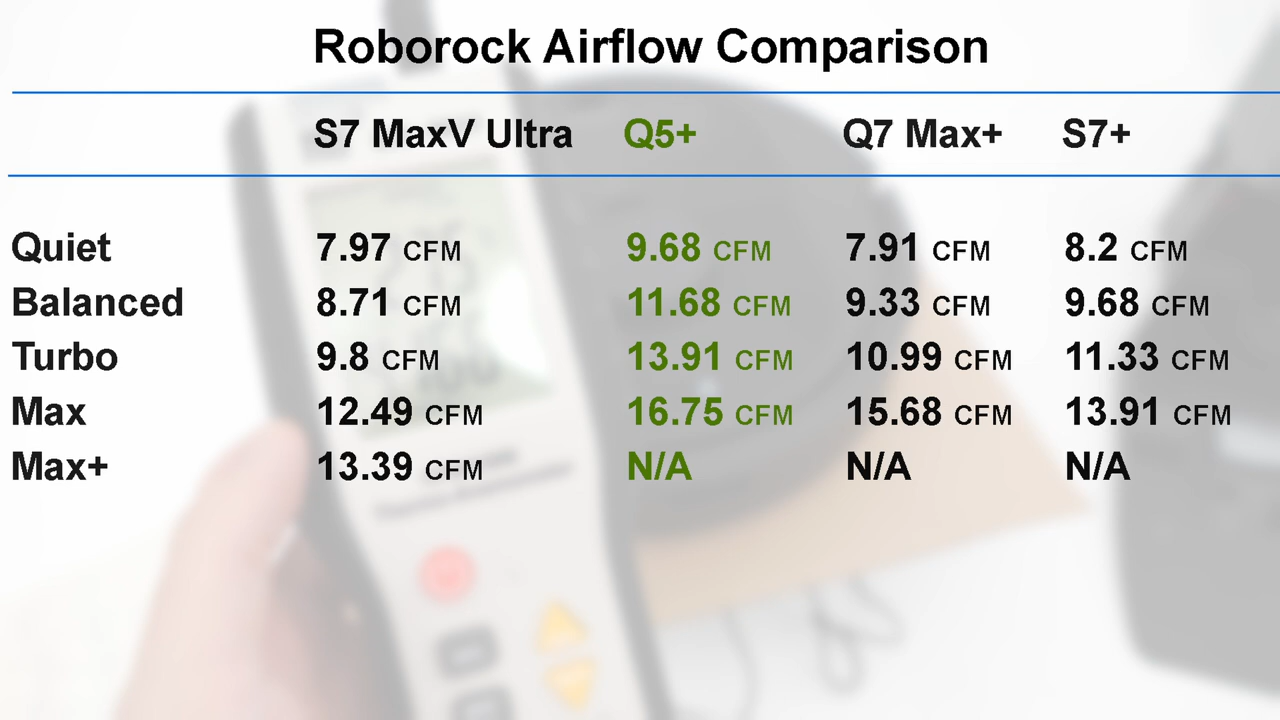 Roborock Airflow Comparison
S7 MaxV Ultra Q5+ Q7 Max+ S7+
Quiet 7.97 CFM 9.68 CFM 7.91 CFM 8.2 CFM
Balanced 8.71 CFM 11.68 CFM 9.33 CFM 9.68 CFM
Turbo 9.8 CFM 13.91 CFM 10.99 CFM 11.33 CFM
Max 12.49 CFM 16.75 CFM 15.68 CFM 13.91 CFM
Max+ 13.39 CFM N/A N/A N/A